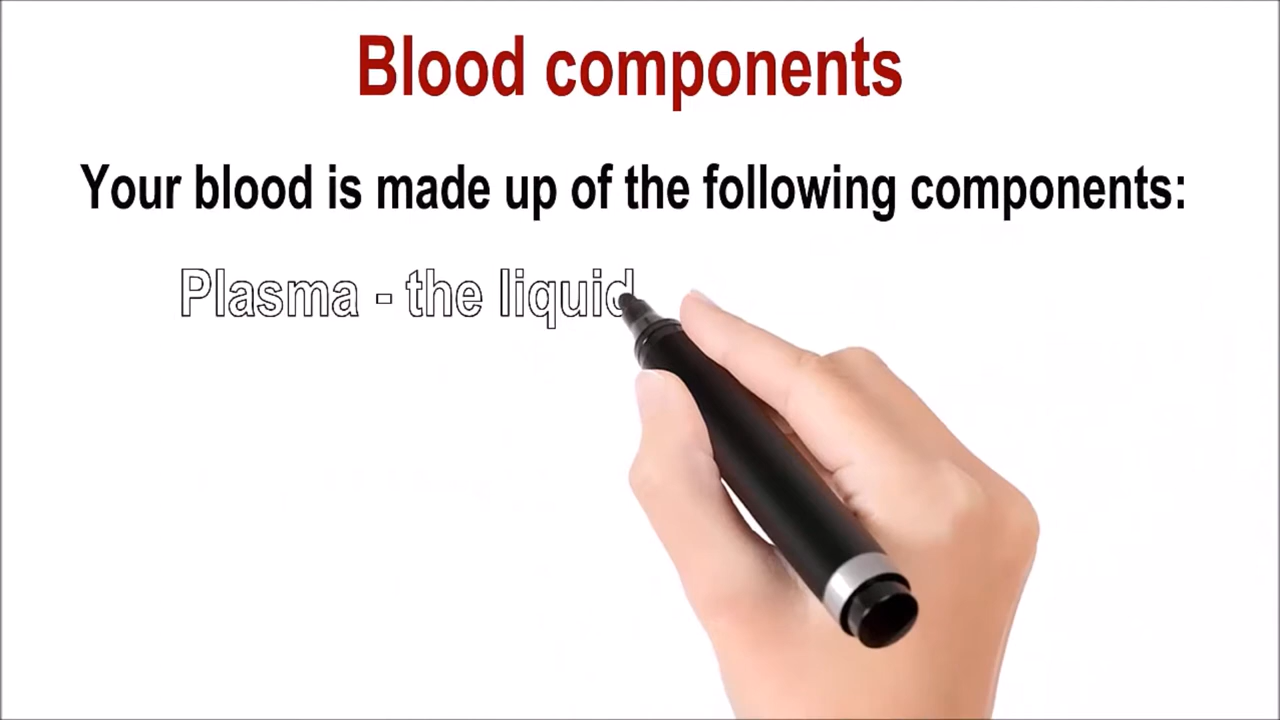 Blood components
Your blood is made up of the following components:
Plasma - the liquid